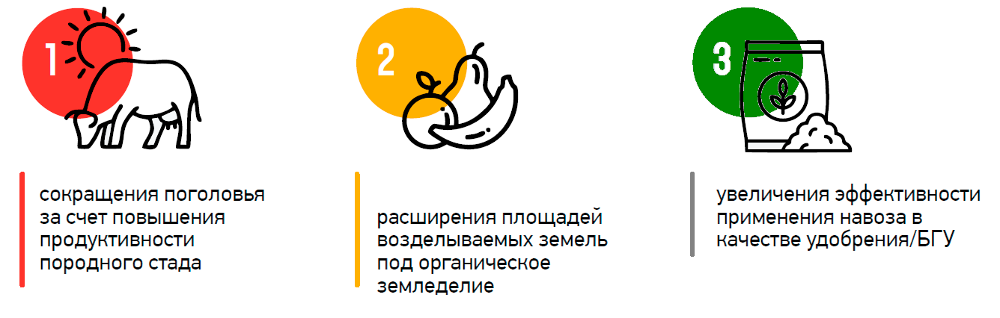 1
сокращения поголовья
за счет повышения
продуктивности
породного стада
2
расширения площадей
возделываемых земель
под органическое
земледелие
3
увеличения эффективности
применения навоза в
качестве удобрения/БГУ